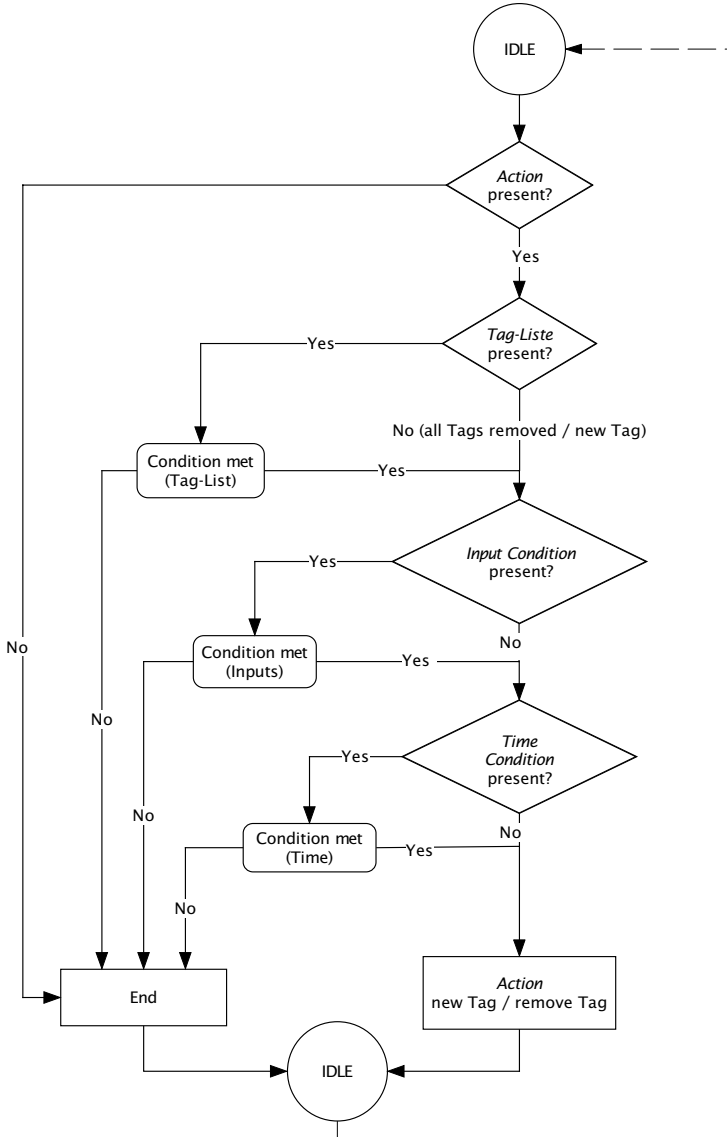 IDLE
Action
present?
Yes
Tag-Liste
present?
Yes
No (all Tags removed / new Tag)
Condition met
(Tag-List)
Yes
Input Condition
present?
Yes
No
No
Condition met
(Inputs)
Yes
No
Time
Condition
present?
Yes
No
No
Condition met
(Time)
Yes
No
End
Action
new Tag / remove Tag
IDLE